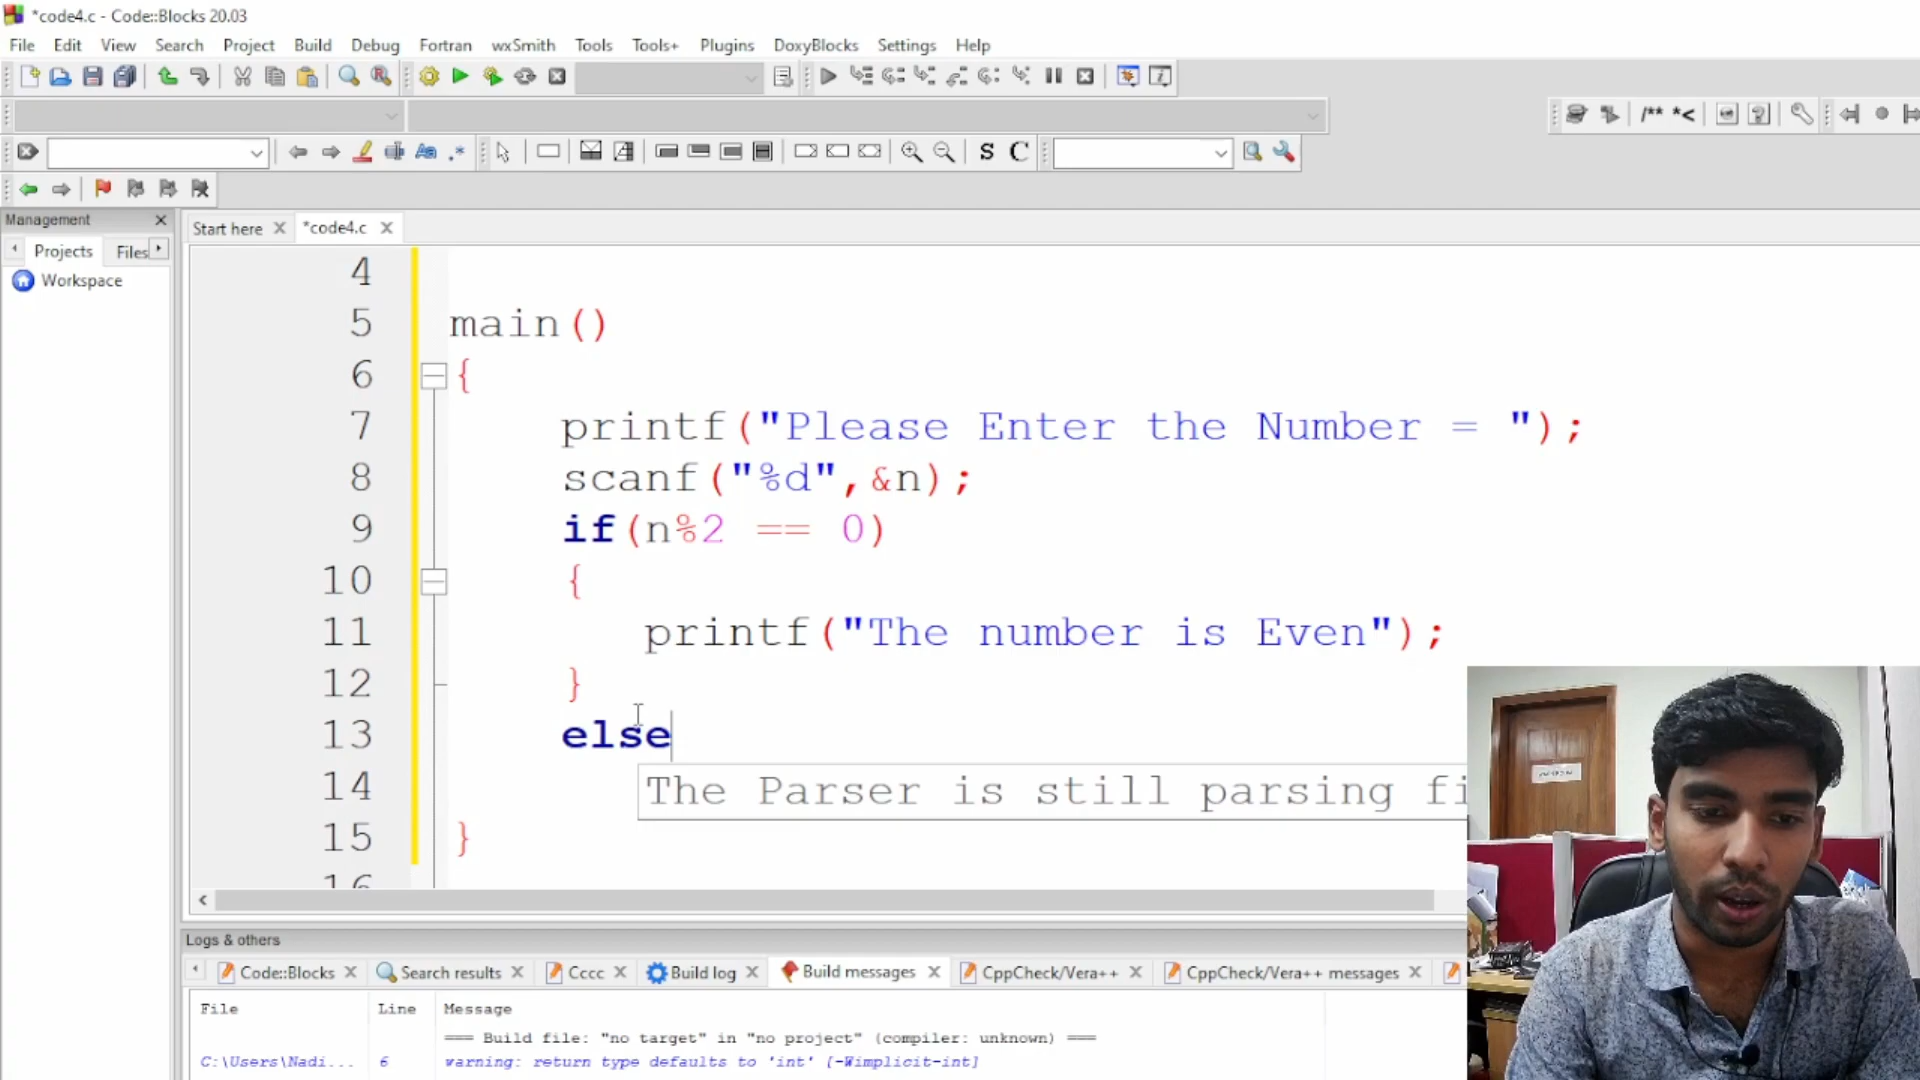 *code4.c - Code::Blocks 20.03
File Edit View Search Project Build Debug Fortran wxSmith Tools Tools+ Plugins DoxyBlocks Settings Help
/** *<
S C
Management
Start here *code4.c
Projects Files
Workspace
4
5 main()
6 {
7 printf("Please Enter the Number = ");
8 scanf("%d",&n);
9 if(n%2 == 0)
10 {
11 printf("The number is Even");
12 }
13 else
14 The Parser is still parsing fi
15 }
16
Logs & others
Code::Blocks Search results Cccc Build log Build messages CppCheck/Vera++ CppCheck/Vera++ messages
File Line Message
=== Build file: "no target" in "no project" (compiler: unknown) ===
C:\Users\Nadi... 6 warning: return type defaults to 'int' [-Wimplicit-int]